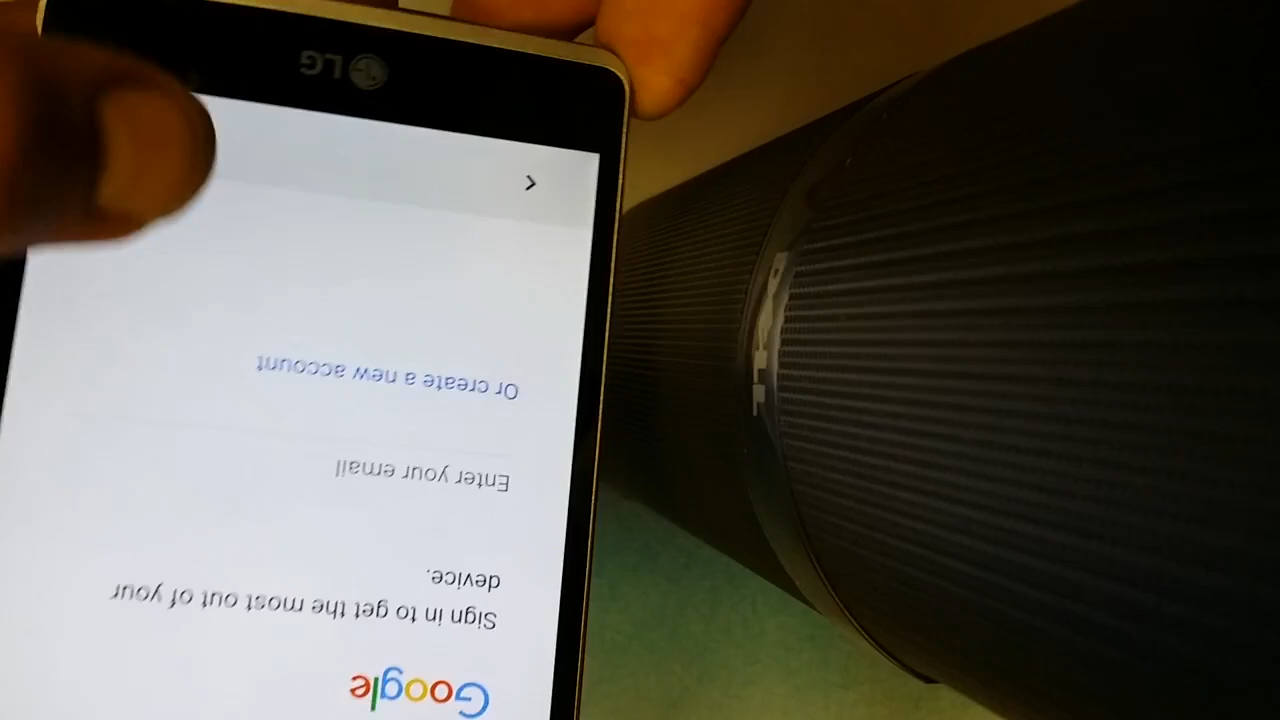 Google
Sign in to get the most out of your
device.
Enter your email
Or create a new account
LG